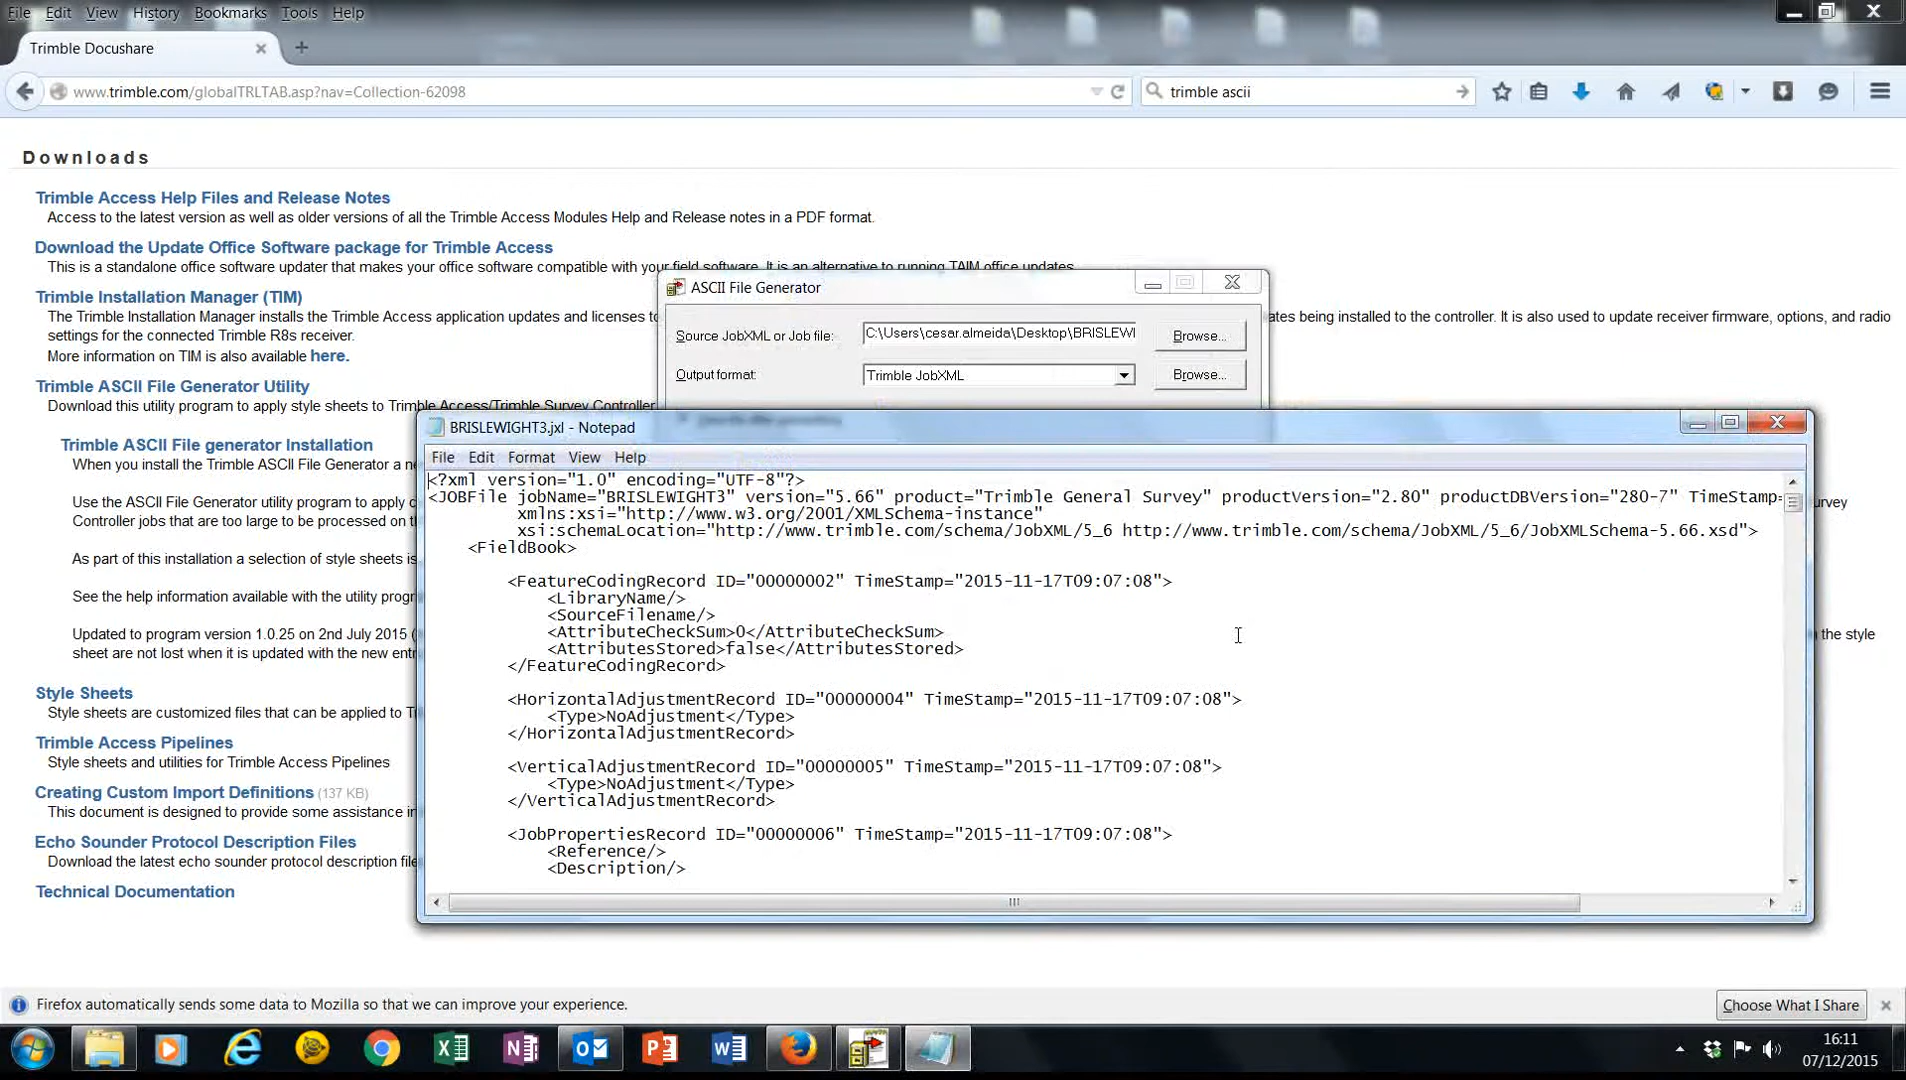 File Edit View History Bookmarks Tools Help
Trimble Docushare
www.trimble.com/globalTRLTAB.asp?nav=Collection-62098
trimble ascii
Downloads
Trimble Access Help Files and Release Notes
Access to the latest version as well as older versions of all the Trimble Access Modules Help and Release notes in a PDF format.
Download the Update Office Software package for Trimble Access
This is a standalone office software updater that makes your office software compatible with your field software. It is an alternative to running TAIM office updates.
Trimble Installation Manager (TIM)
The Trimble Installation Manager installs the Trimble Access application updates and licenses to
ates being installed to the controller. It is also used to update receiver firmware, options, and radio
settings for the connected Trimble R8s receiver.
More information on TIM is also available here.
Trimble ASCII File Generator Utility
Download this utility program to apply style sheets to Trimble Access/Trimble Survey Controller
Trimble ASCII File generator Installation
When you install the Trimble ASCII File Generator a ne
Use the ASCII File Generator utility program to apply c
urvey
Controller jobs that are too large to be processed on t
As part of this installation a selection of style sheets is
See the help information available with the utility progr
Updated to program version 1.0.25 on 2nd July 2015 (
n the style
sheet are not lost when it is updated with the new entr
Style Sheets
Style sheets are customized files that can be applied to T
Trimble Access Pipelines
Style sheets and utilities for Trimble Access Pipelines
Creating Custom Import Definitions (137 KB)
This document is designed to provide some assistance in
Echo Sounder Protocol Description Files
Download the latest echo sounder protocol description file
Technical Documentation
ASCII File Generator
Source JobXML or Job file:
C:\Users\cesar.almeida\Desktop\BRISLEWI
Browse...
Output format:
Trimble JobXML
Browse...
BRISLEWIGHT3.jxl - Notepad
File Edit Format View Help
<?xml version="1.0" encoding="UTF-8"?>
<JOBFile jobName="BRISLEWIGHT3" version="5.66" product="Trimble General Survey" productVersion="2.80" productDBVersion="280-7" TimeStamp=
xmlns:xsi="http://www.w3.org/2001/XMLSchema-instance"
xsi:schemaLocation="http://www.trimble.com/schema/JobXML/5_6 http://www.trimble.com/schema/JobXML/5_6/JobXMLSchema-5.66.xsd">
<FieldBook>
<FeatureCodingRecord ID="00000002" TimeStamp="2015-11-17T09:07:08">
<LibraryName/>
<SourceFilename/>
<AttributeCheckSum>0</AttributeCheckSum>
<AttributesStored>false</AttributesStored>
</FeatureCodingRecord>
<HorizontalAdjustmentRecord ID="00000004" TimeStamp="2015-11-17T09:07:08">
<Type>NoAdjustment</Type>
</HorizontalAdjustmentRecord>
<VerticalAdjustmentRecord ID="00000005" TimeStamp="2015-11-17T09:07:08">
<Type>NoAdjustment</Type>
</VerticalAdjustmentRecord>
<JobPropertiesRecord ID="00000006" TimeStamp="2015-11-17T09:07:08">
<Reference/>
<Description/>
Firefox automatically sends some data to Mozilla so that we can improve your experience.
Choose What I Share
16:11
07/12/2015